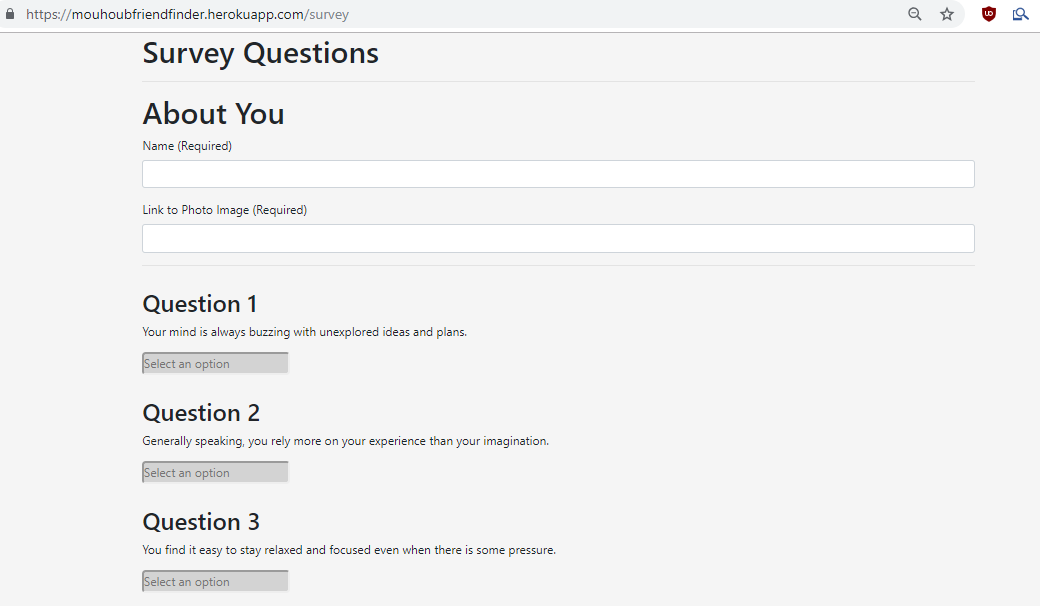 https://mouhoubfriendfinder.herokuapp.com/survey
Survey Questions
About You
Name (Required)
Link to Photo Image (Required)
Question 1
Your mind is always buzzing with unexplored ideas and plans.
Select an option
Question 2
Generally speaking, you rely more on your experience than your imagination.
Select an option
Question 3
You find it easy to stay relaxed and focused even when there is some pressure.
Select an option